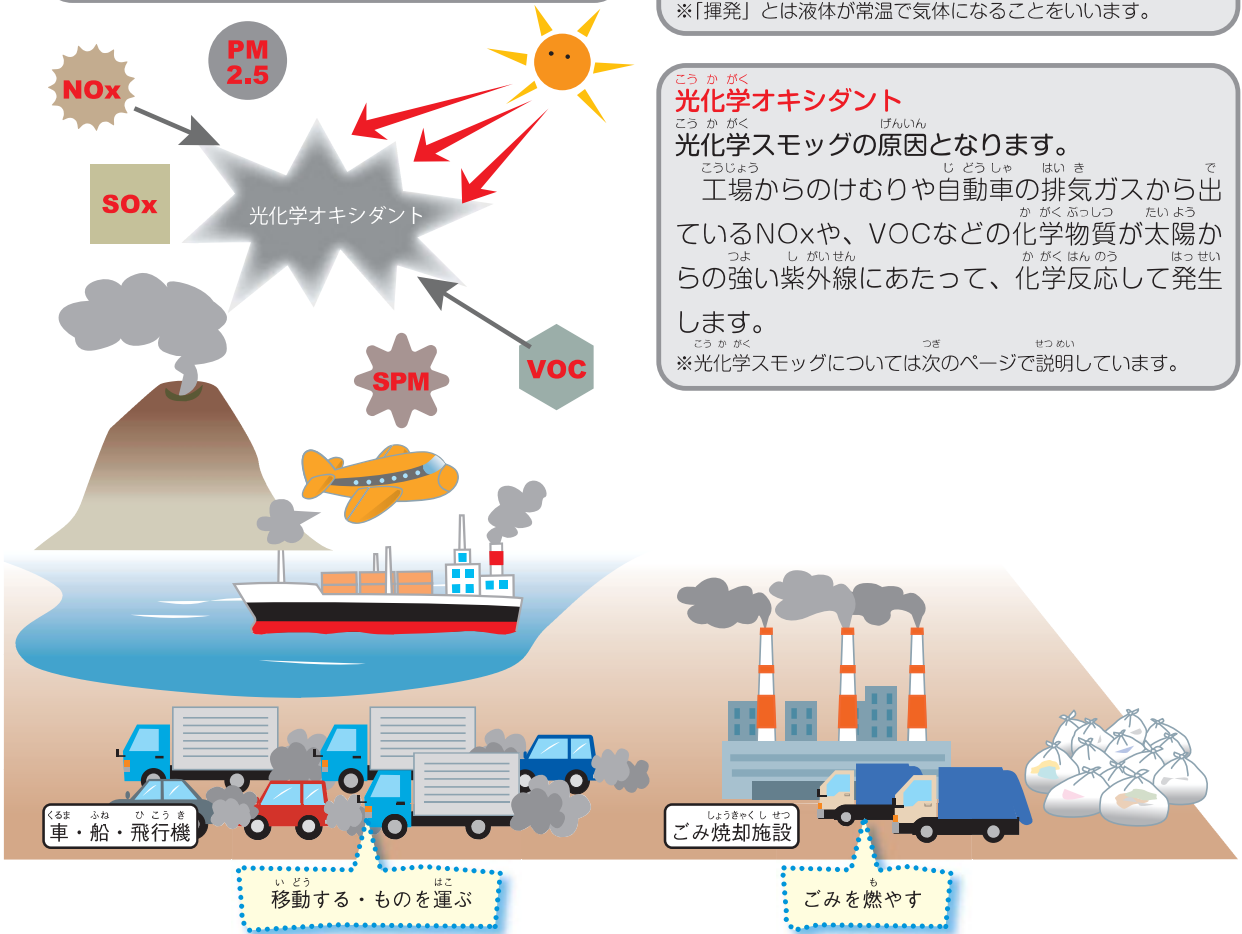 ※「揮発」とは液体が常温で気体になることをいいます。
NOx
PM
2.5
SOx
光化学オキシダント
SPM
VOC
こうかがく
光化学オキシダント
こうかがく げんいん
光化学スモッグの原因となります。
こうじょう じどうしゃ はいき で
工場からのけむりや自動車の排気ガスから出
かがくぶっしつ たいよう
ているNOxや、VOCなどの化学物質が太陽か
つよ しがいせん かがくはんのう はっせい
らの強い紫外線にあたって、化学反応して発生
します。
こうかがく つぎ せつめい
※光化学スモッグについては次のページで説明しています。
くるま ふね ひこうき
車・船・飛行機
いどう はこ
移動する・ものを運ぶ
しょうきゃくしせつ
ごみ焼却施設
も
ごみを燃やす